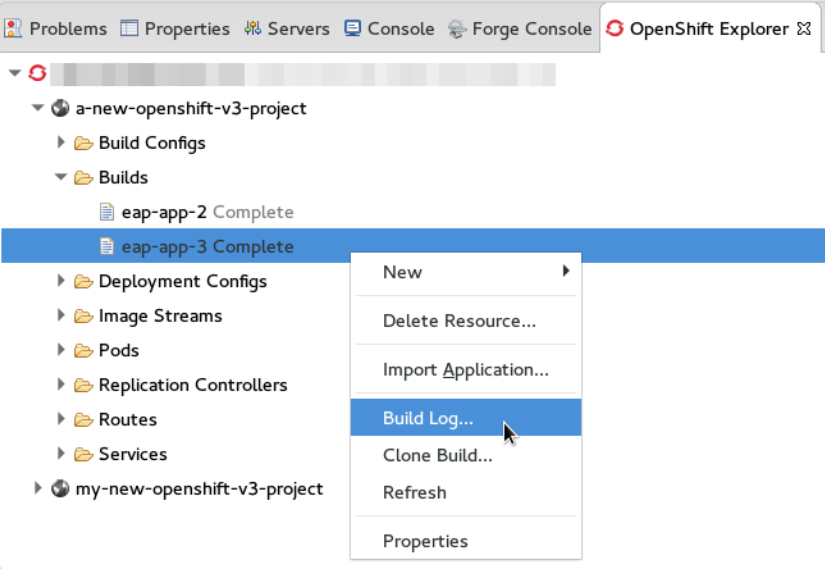 Problems Properties Servers Console Forge Console OpenShift Explorer
a-new-openshift-v3-project
Build Configs
Builds
eap-app-2 Complete
eap-app-3 Complete
Deployment Configs
Image Streams
Pods
Replication Controllers
Routes
Services
my-new-openshift-v3-project
New
Delete Resource...
Import Application...
Build Log...
Clone Build...
Refresh
Properties